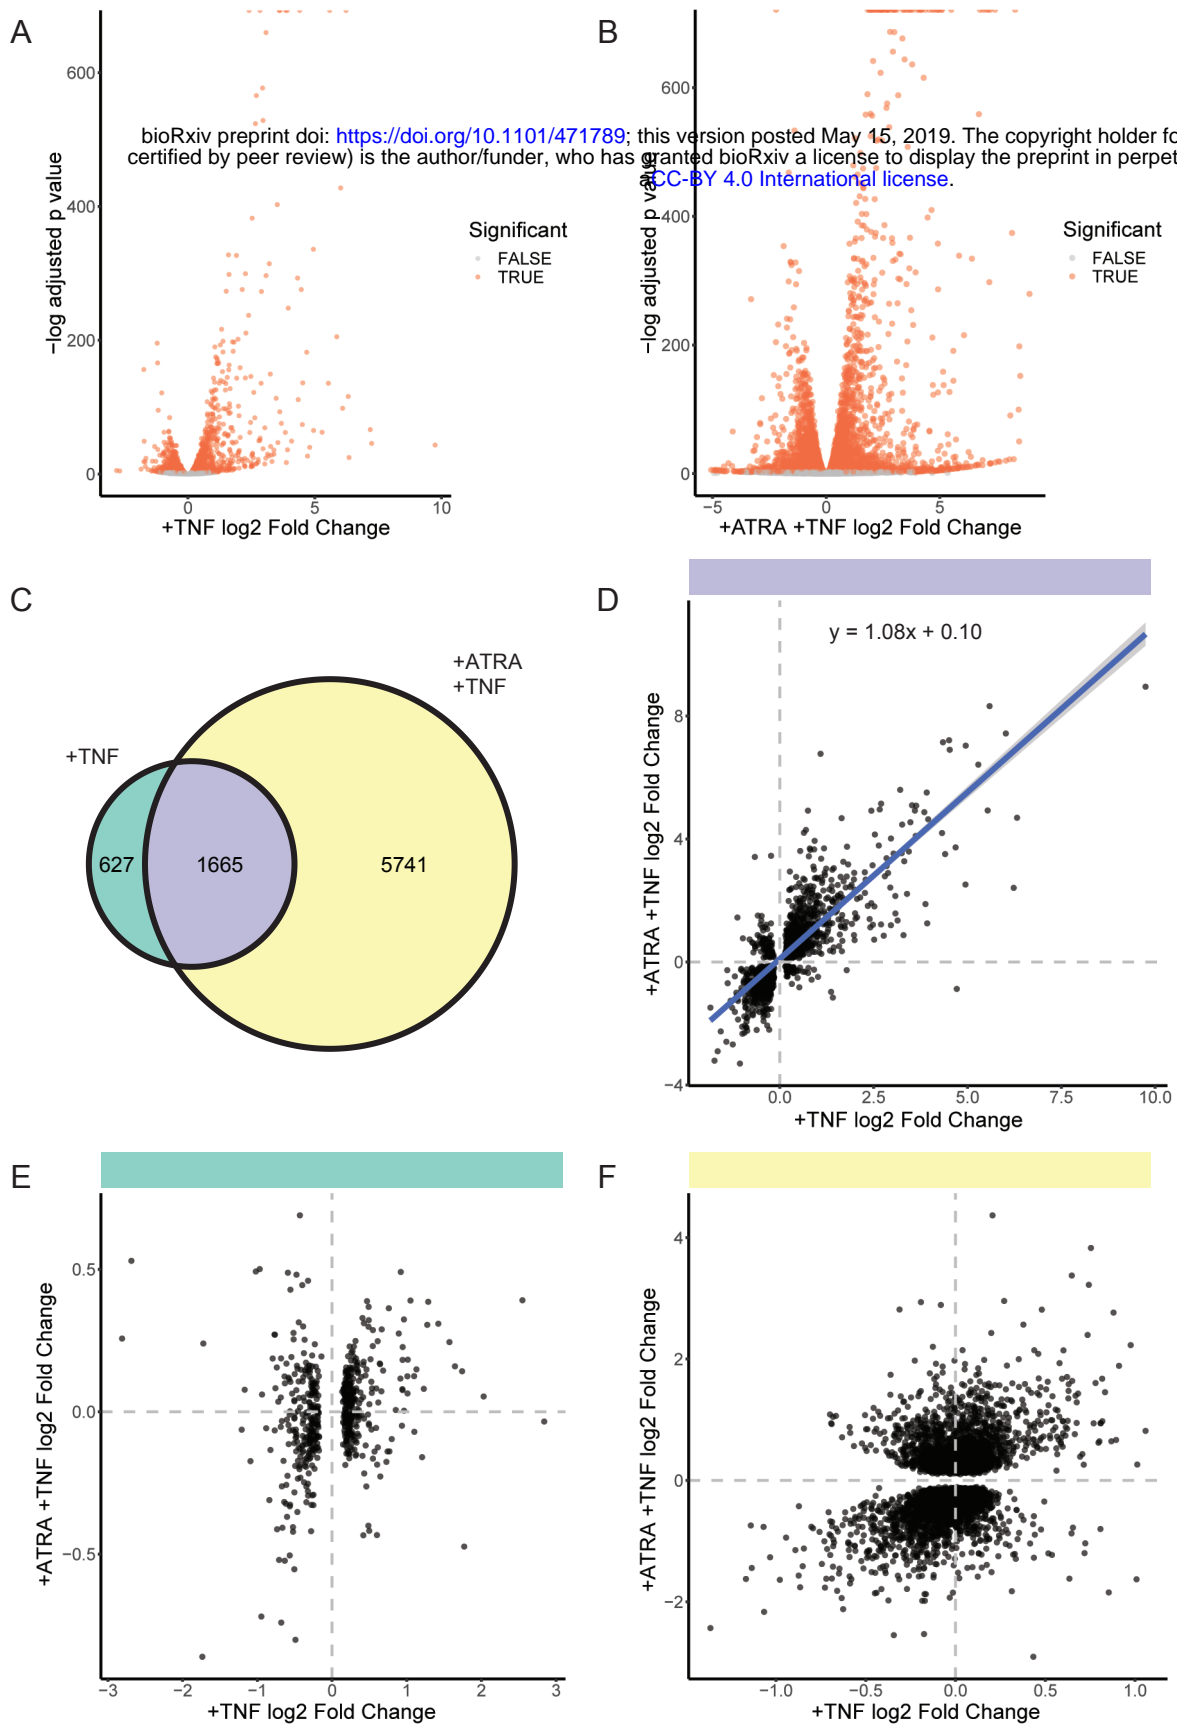 A
B
600
400
200
0
−log adjusted p value
0
5
10
+TNF log2 Fold Change
Significant
FALSE
TRUE
bioRxiv preprint doi: https://doi.org/10.1101/471789; this version posted May 15, 2019. The copyright holder fo
certified by peer review) is the author/funder, who has granted bioRxiv a license to display the preprint in perpet
aCC-BY 4.0 International license.
600
400
200
0
−log adjusted p value
−5
0
5
+ATRA +TNF log2 Fold Change
Significant
FALSE
TRUE
C
+ATRA
+TNF
+TNF
627
1665
5741
D
y = 1.08x + 0.10
8
4
0
−4
+ATRA +TNF log2 Fold Change
0.0
2.5
5.0
7.5
10.0
+TNF log2 Fold Change
E
0.5
0.0
−0.5
+ATRA +TNF log2 Fold Change
−3
−2
−1
0
1
2
3
+TNF log2 Fold Change
F
4
2
0
−2
+ATRA +TNF log2 Fold Change
−1.0
−0.5
0.0
0.5
1.0
+TNF log2 Fold Change